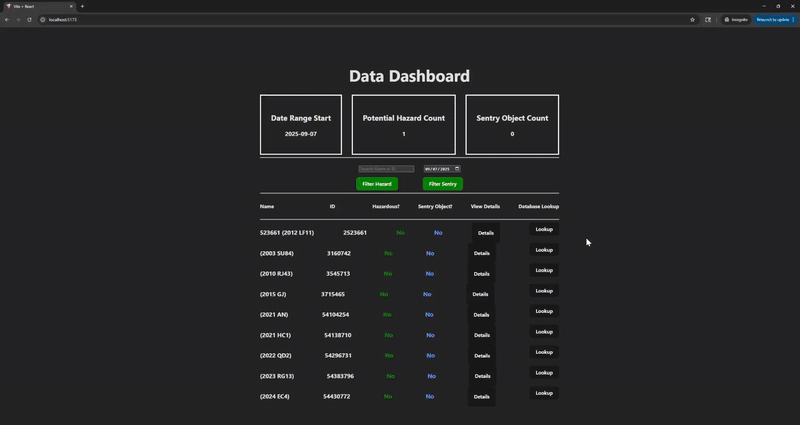 Vite + React
localhost:5173
Incognito
Relaunch to update
Data Dashboard
Date Range Start
2025-09-07
Potential Hazard Count
1
Sentry Object Count
0
09/07/2025
Filter Hazard
Filter Sentry
Name ID Hazardous? Sentry Object? View Details Database Lookup
523661 (2012 LF11) 2523661 No No Details Lookup
(2003 SU84) 3160742 No No Details Lookup
(2010 RJ43) 3545713 No No Details Lookup
(2015 GJ) 3715465 No No Details Lookup
(2021 AN) 54104254 No No Details Lookup
(2021 HC1) 54138710 No No Details Lookup
(2022 QD2) 54296731 No No Details Lookup
(2023 RG13) 54383796 No No Details Lookup
(2024 EC4) 54430772 No No Details Lookup